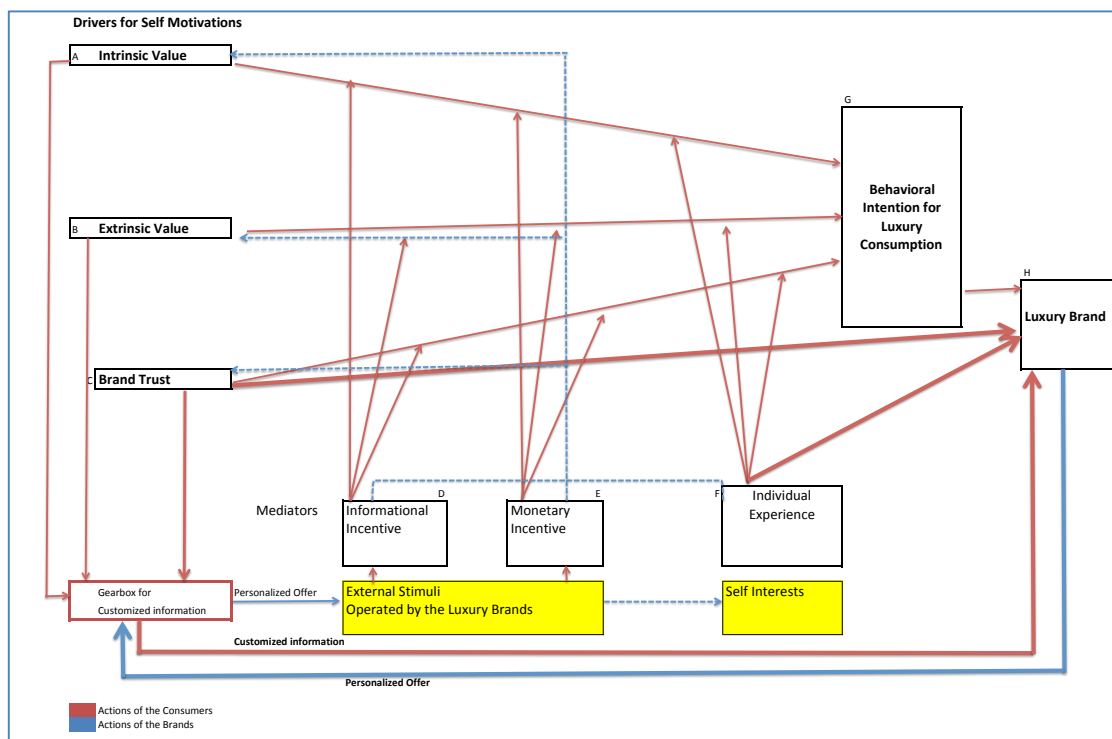 Drivers for Self Motivations
A
Intrinsic Value
G
Behavioral
Intention for
Luxury
Consumption
B
Extrinsic Value
H
Luxury Brand
C
Brand Trust
Mediators
D
Informational
Incentive
E
Monetary
Incentive
F
Individual
Experience
Gearbox for
Customized information
Personalized Offer
External Stimuli
Operated by the Luxury Brands
Self Interests
Customized information
Personalized Offer
Actions of the Consumers
Actions of the Brands